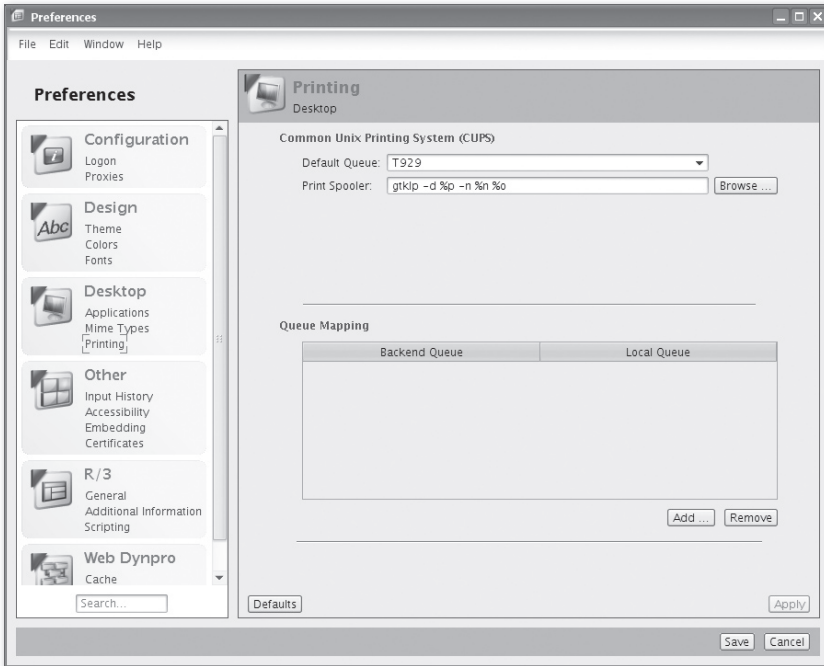 Preferences
File Edit Window Help
Preferences
Configuration
Logon
Proxies
Abc
Design
Theme
Colors
Fonts
Desktop
Applications
Mime Types
Printing
Other
Input History
Accessibility
Embedding
Certificates
R/3
General
Additional Information
Scripting
Web Dynpro
Cache
Search...
Printing
Desktop
Common Unix Printing System (CUPS)
Default Queue: T929
Print Spooler: gtklp -d %p -n %n %o Browse ...
Queue Mapping
Backend Queue Local Queue
Add ... Remove
Defaults Apply
Save Cancel